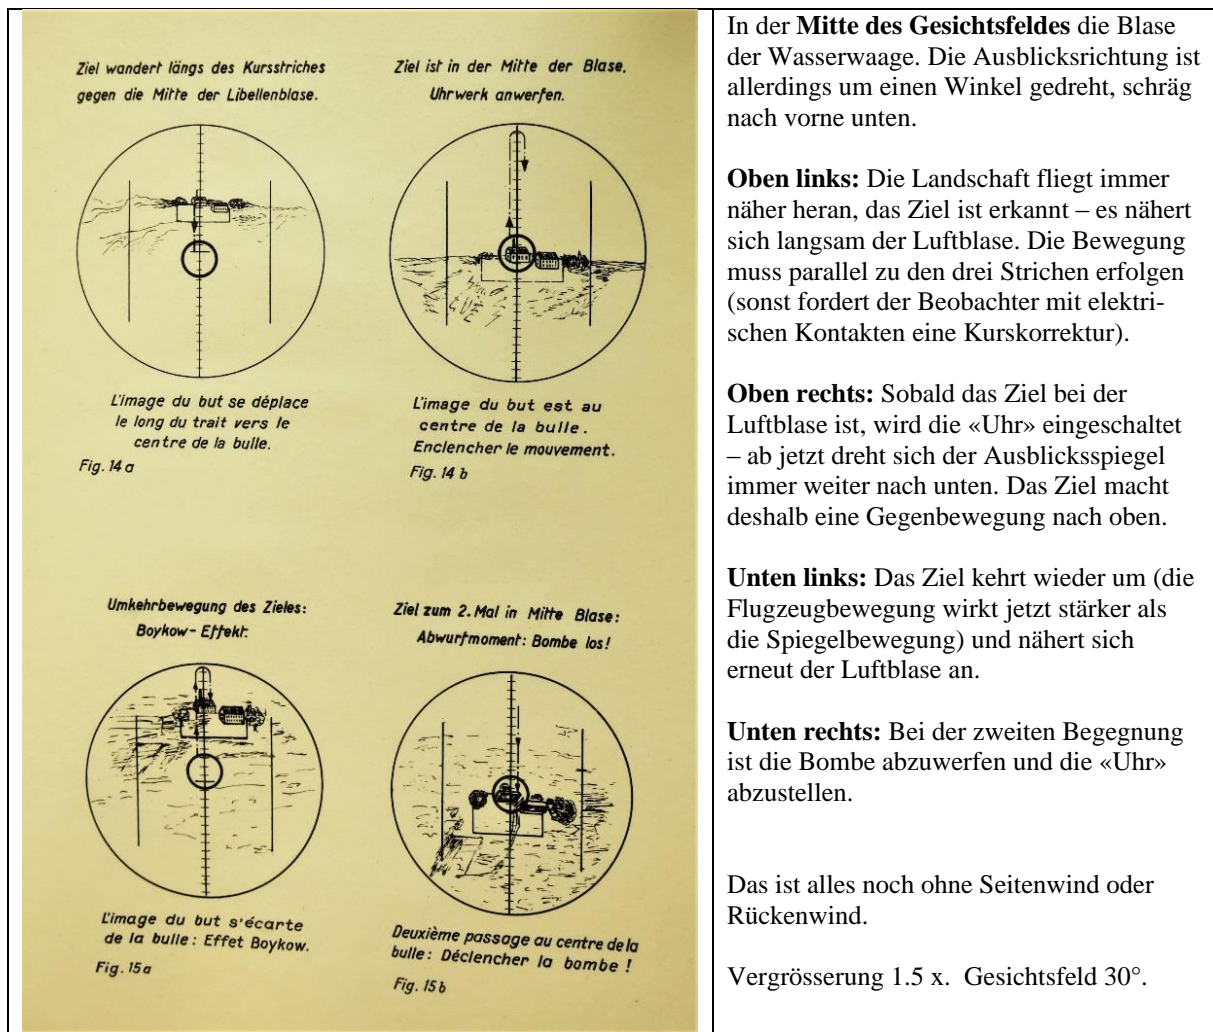 Ziel wandert längs des Kursstriches
gegen die Mitte der Libellenblase.
Ziel ist in der Mitte der Blase.
Uhrwerk anwerfen.
L'image du but se déplace
le long du trait vers le
centre de la bulle.
Fig. 14 a
L'image du but est au
centre de la bulle.
Enclencher le mouvement.
Fig. 14 b
Umkehrbewegung des Zieles:
Boykow-Effekt.
Ziel zum 2. Mal in Mitte Blase:
Abwurfmoment: Bombe los!
L'image du but s'écarte
de la bulle: Effet Boykow.
Fig. 15 a
Deuxième passage au centre de la
bulle: Déclencher la bombe !
Fig. 15 b
In der Mitte des Gesichtsfeldes die Blase
der Wasserwaage. Die Ausblicksrichtung ist
allerdings um einen Winkel gedreht, schräg
nach vorne unten.
Oben links: Die Landschaft fliegt immer
näher heran, das Ziel ist erkannt – es nähert
sich langsam der Luftblase. Die Bewegung
muss parallel zu den drei Strichen erfolgen
(sonst fordert der Beobachter mit elektri-
schen Kontakten eine Kurskorrektur).
Oben rechts: Sobald das Ziel bei der
Luftblase ist, wird die «Uhr» eingeschaltet
– ab jetzt dreht sich der Ausblicksspiegel
immer weiter nach unten. Das Ziel macht
deshalb eine Gegenbewegung nach oben.
Unten links: Das Ziel kehrt wieder um (die
Flugzeugbewegung wirkt jetzt stärker als
die Spiegelbewegung) und nähert sich
erneut der Luftblase an.
Unten rechts: Bei der zweiten Begegnung
ist die Bombe abzuwerfen und die «Uhr»
abzustellen.
Das ist alles noch ohne Seitenwind oder
Rückenwind.
Vergrösserung 1.5 x. Gesichtsfeld 30°.